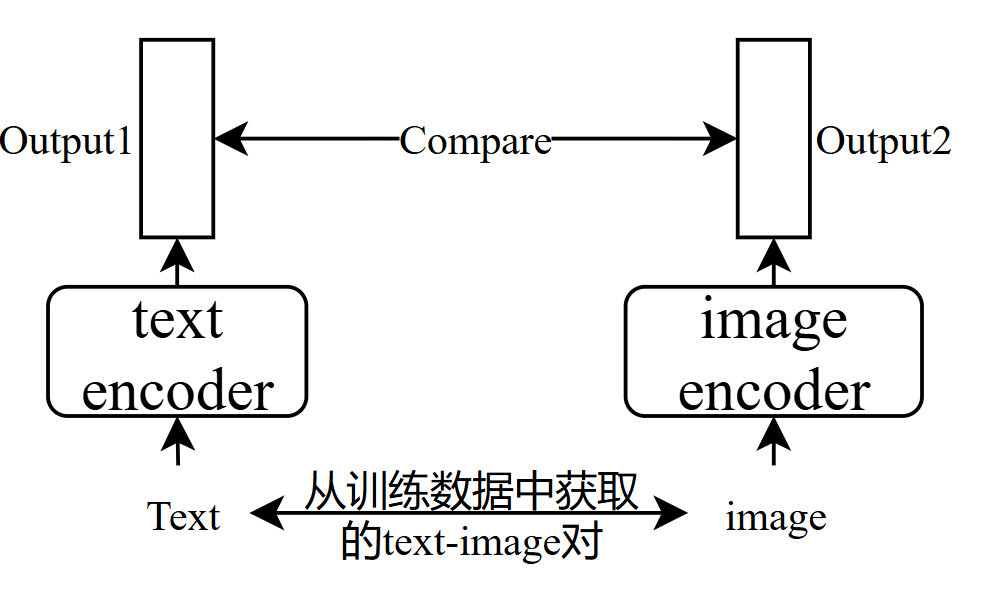 Output1
Compare
Output2
text
encoder
image
encoder
Text
从训练数据中获取
的text-image对
image